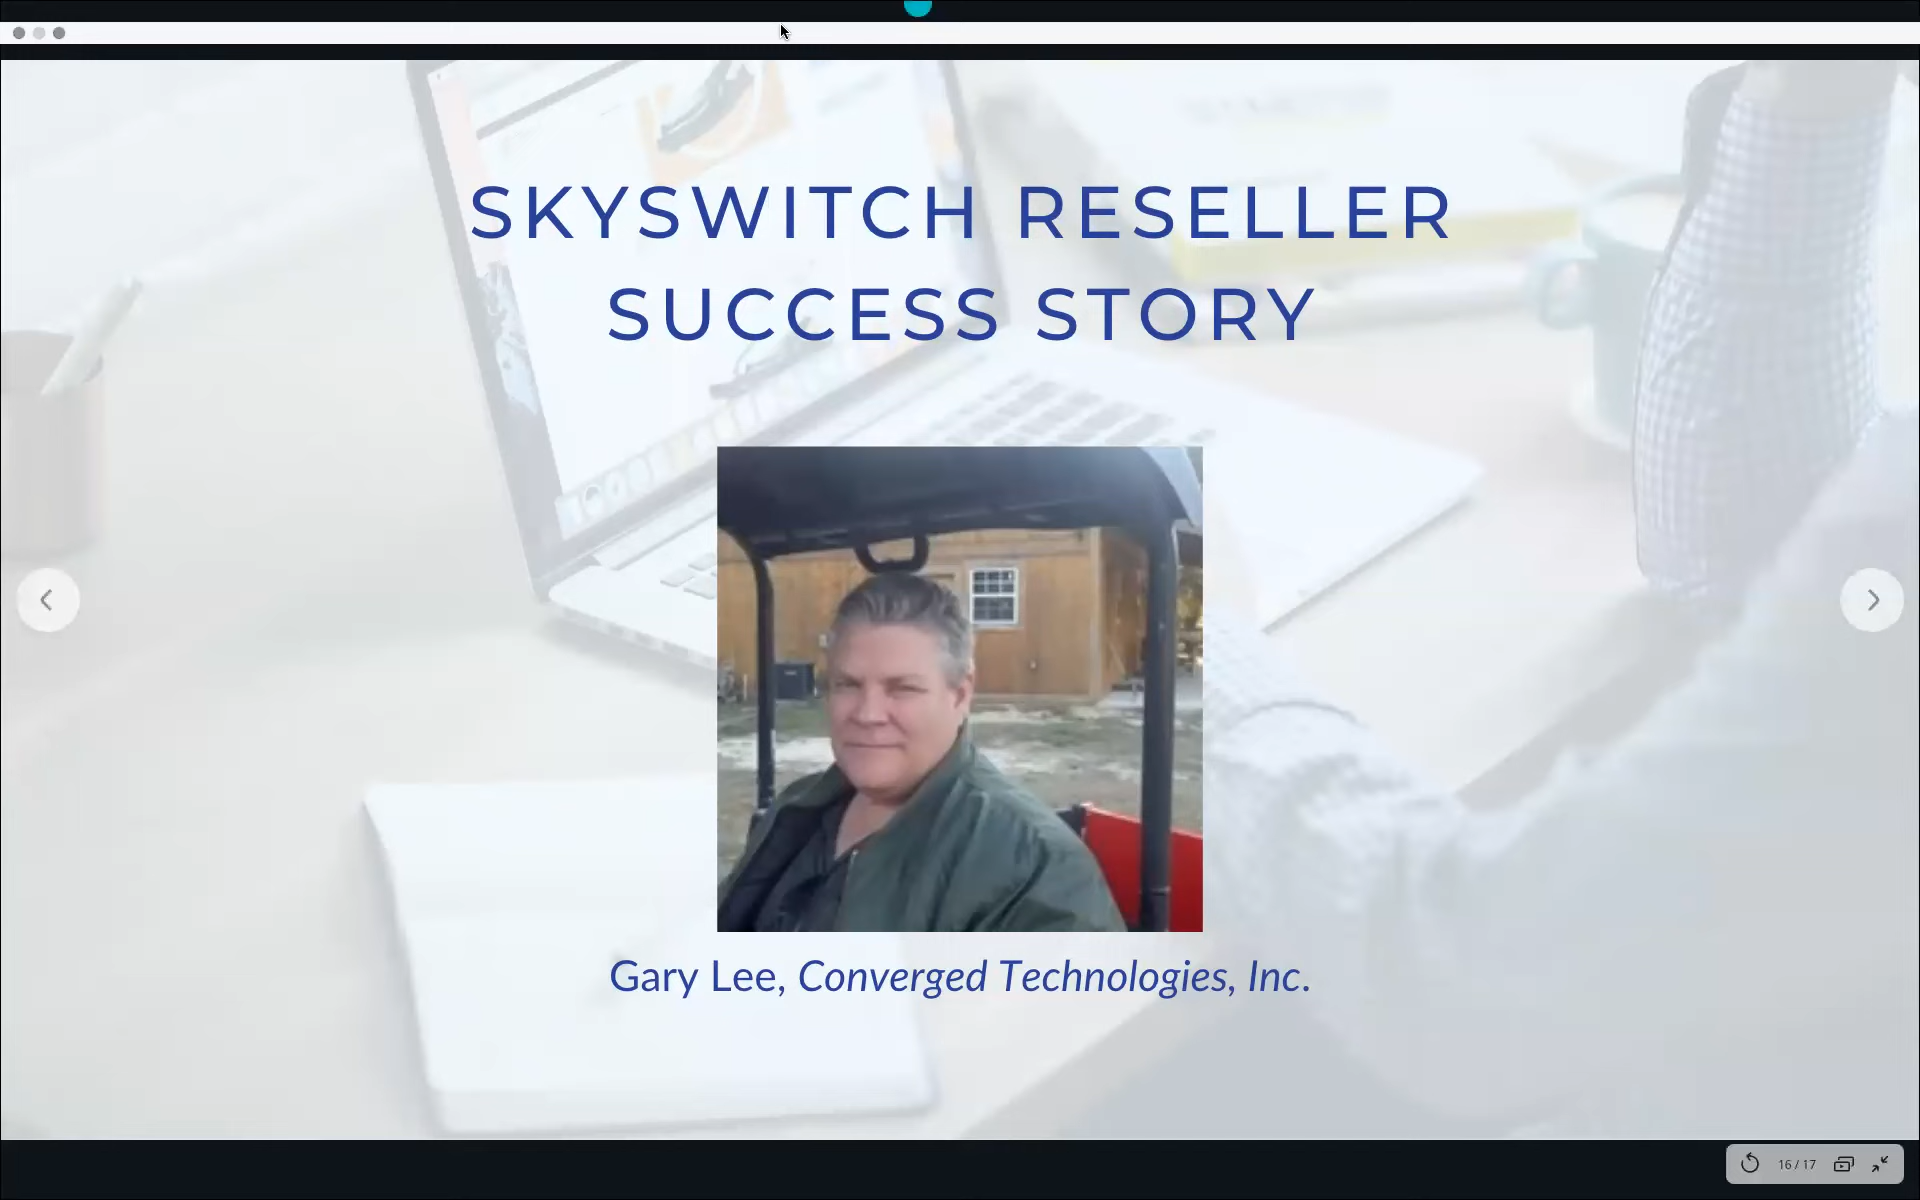 SKYSWITCH RESELLER
SUCCESS STORY
Gary Lee, Converged Technologies, Inc.
16 / 17